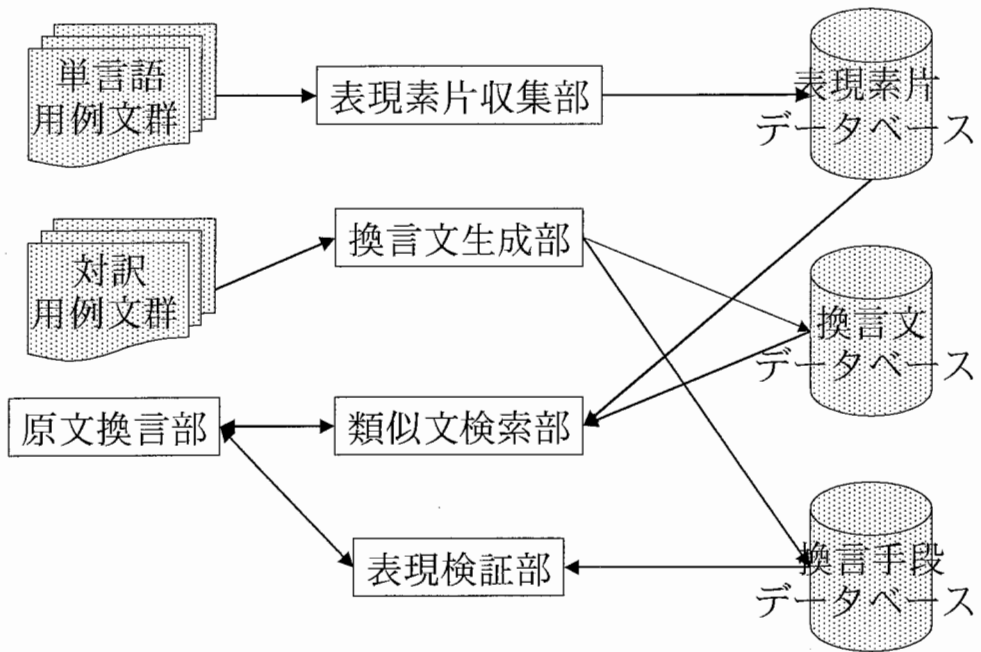 単言語
用例文群
表現素片収集部
表現素片
データベース
対訳
用例文群
換言文生成部
換言文
データベース
原文換言部
類似文検索部
表現検証部
換言手段
データベース